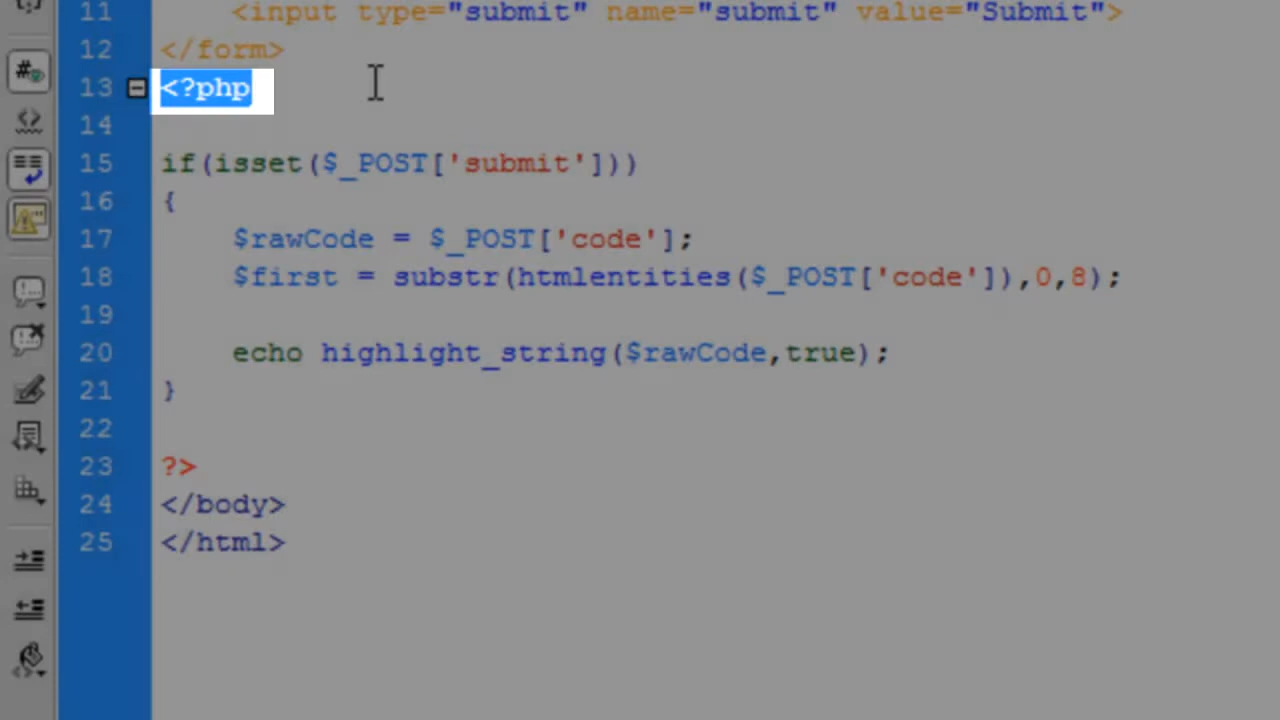 11 <input type="submit" name="submit" value="Submit">
12 </form>
13 <?php
14
15 if(isset($_POST['submit']))
16 {
17 $rawCode = $_POST['code'];
18 $first = substr(htmlentities($_POST['code']),0,8);
19
20 echo highlight_string($rawCode,true);
21 }
22
23 ?>
24 </body>
25 </html>